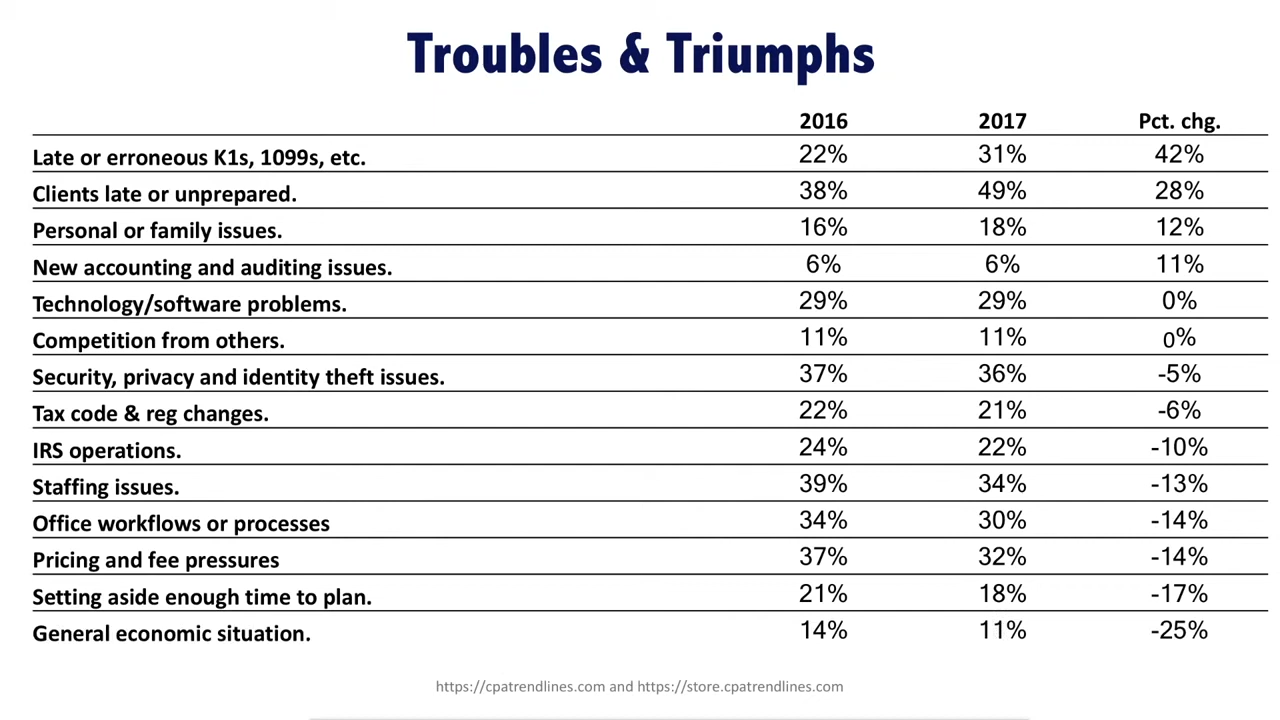 Troubles & Triumphs
2016 2017 Pct. chg.
Late or erroneous K1s, 1099s, etc. 22% 31% 42%
Clients late or unprepared. 38% 49% 28%
Personal or family issues. 16% 18% 12%
New accounting and auditing issues. 6% 6% 11%
Technology/software problems. 29% 29% 0%
Competition from others. 11% 11% 0%
Security, privacy and identity theft issues. 37% 36% -5%
Tax code & reg changes. 22% 21% -6%
IRS operations. 24% 22% -10%
Staffing issues. 39% 34% -13%
Office workflows or processes 34% 30% -14%
Pricing and fee pressures 37% 32% -14%
Setting aside enough time to plan. 21% 18% -17%
General economic situation. 14% 11% -25%
https://cpatrendlines.com and https://store.cpatrendlines.com